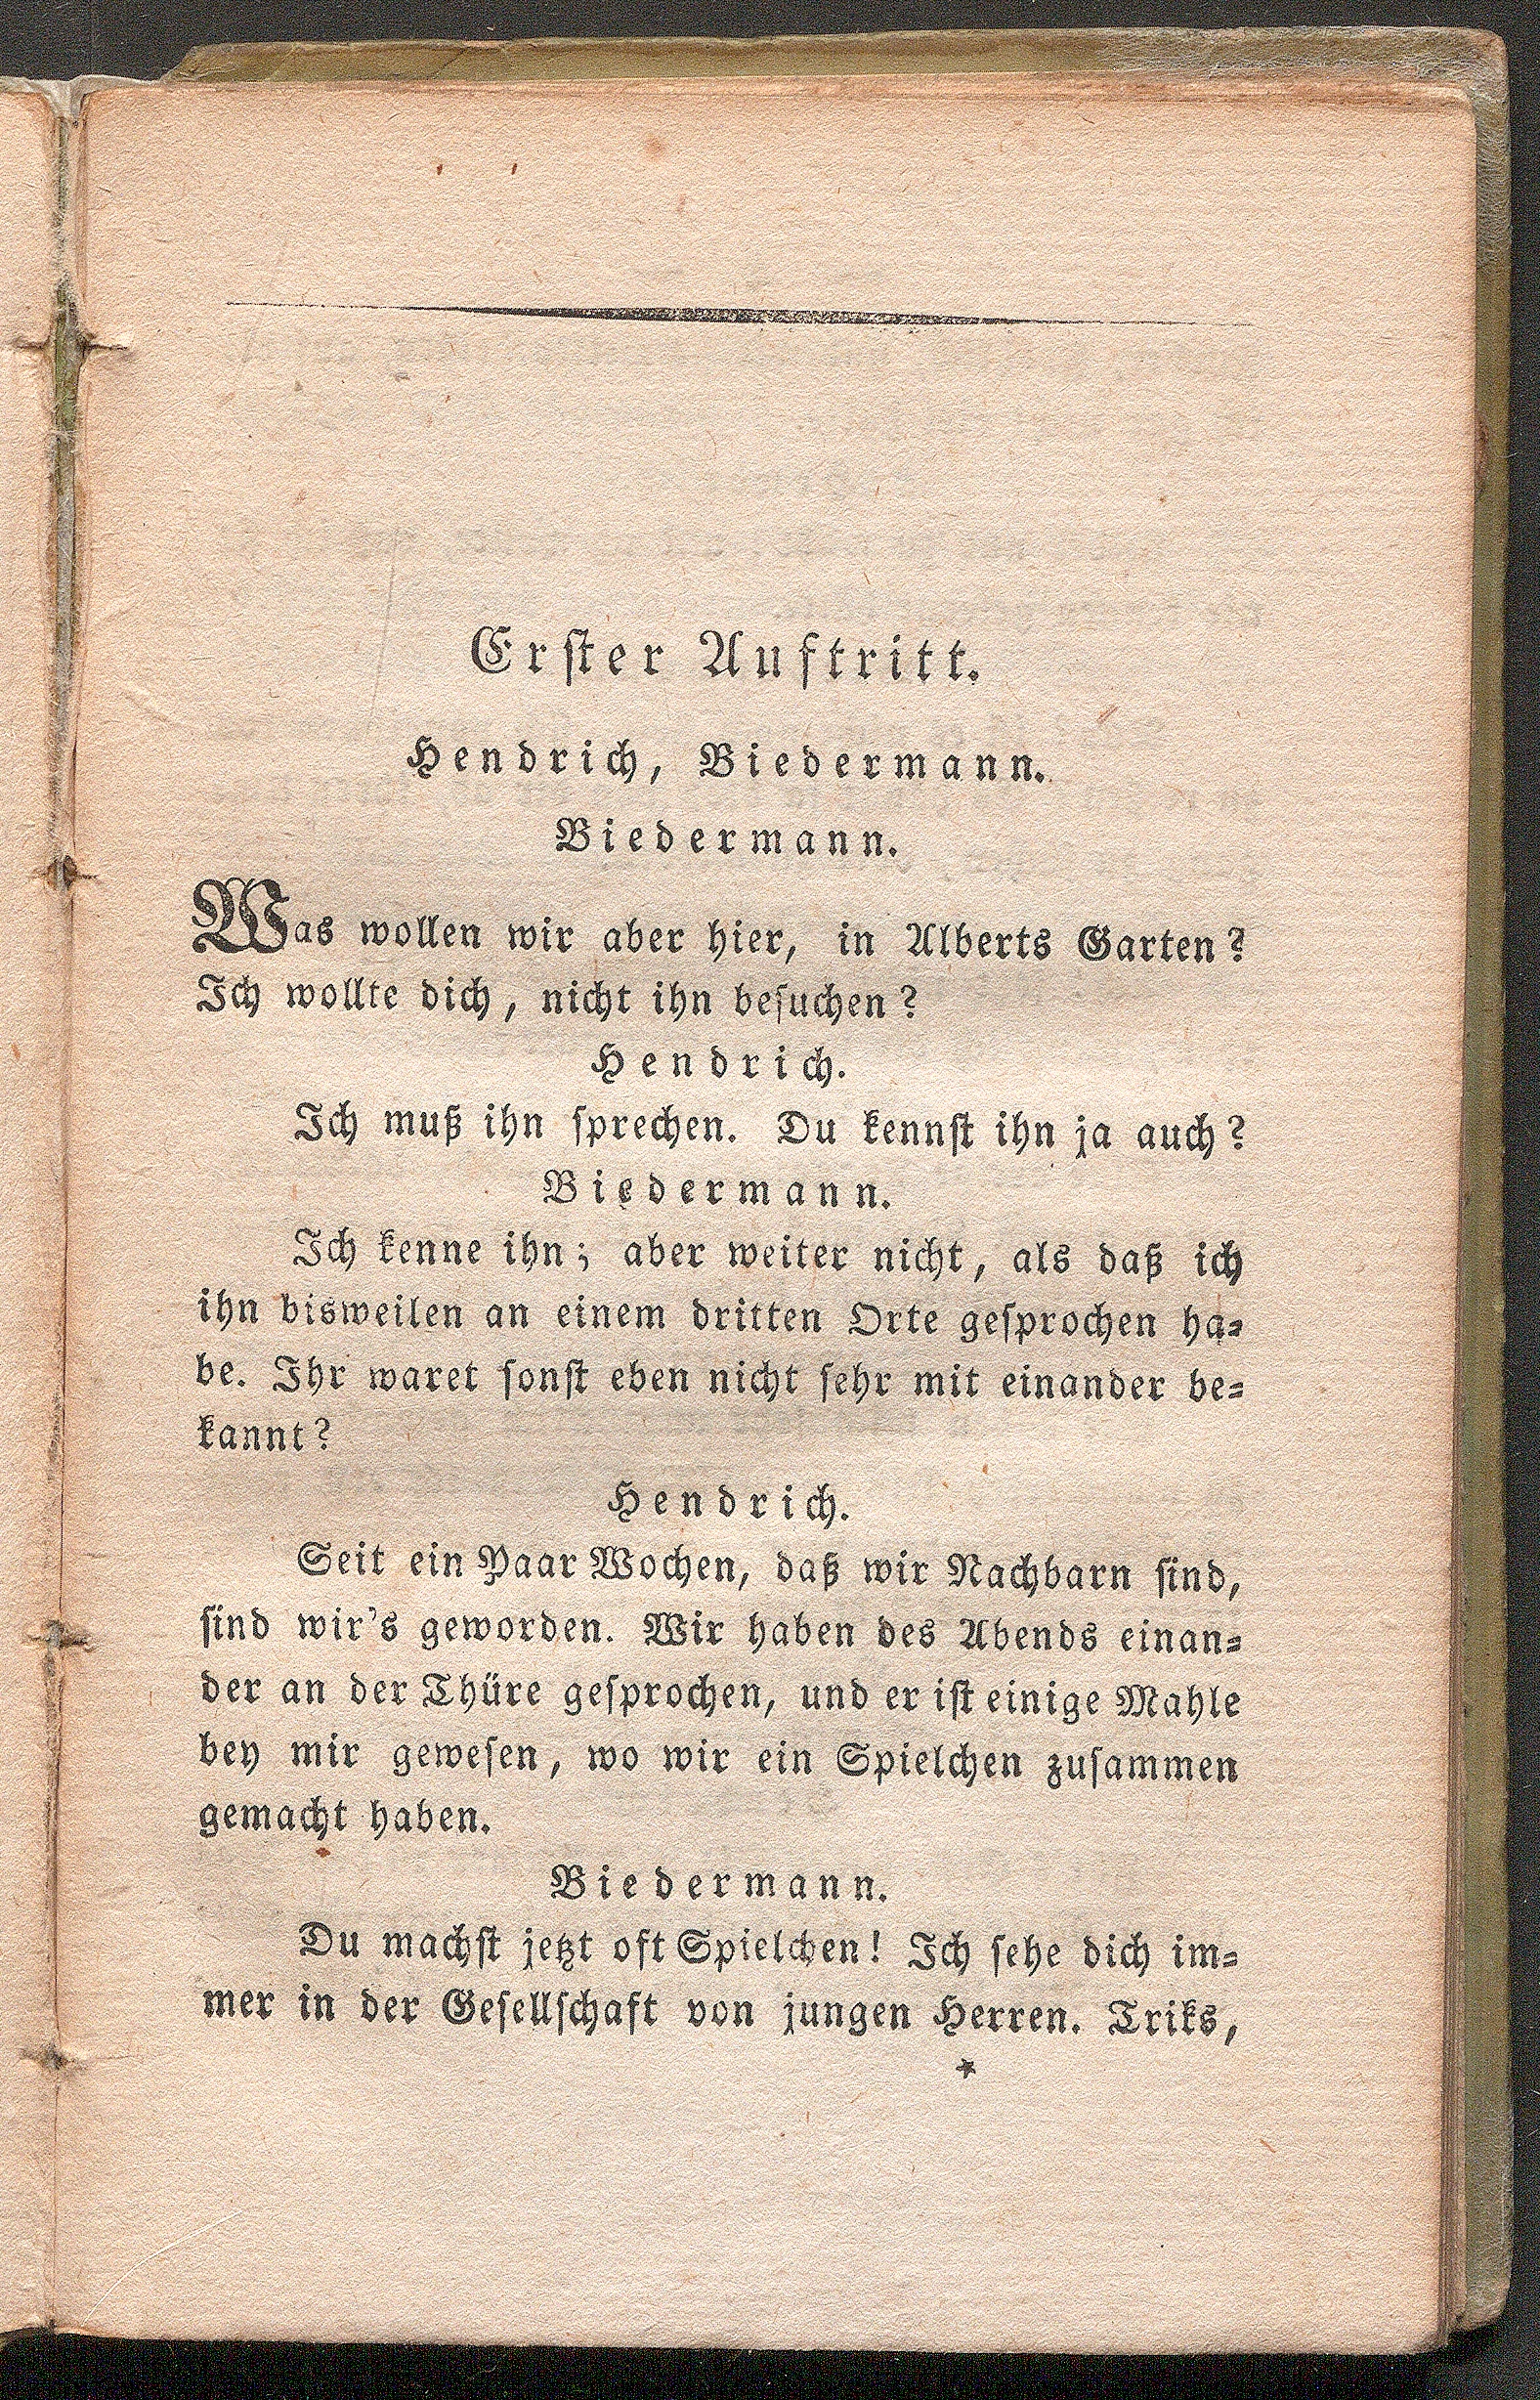 Erſter Auftritt.
Hendrich, Biedermann.
Biedermann.
Was wollen wir aber hier, in Alberts Garten?
Ich wollte dich, nicht ihn beſuchen?
Hendrich.
Ich muß ihn ſprechen. Du kennſt ihn ja auch?
Biedermann.
Ich kenne ihn; aber weiter nicht, als daß ich
ihn bisweilen an einem dritten Orte geſprochen ha⸗
be. Ihr waret ſonſt eben nicht ſehr mit einander be⸗
kannt?
Hendrich.
Seit ein Paar Wochen, daß wir Nachbarn ſind,
ſind wir's geworden. Wir haben des Abends einan⸗
der an der Thüre geſprochen, und er iſt einige Mahle
bey mir geweſen, wo wir ein Spielchen zuſammen
gemacht haben.
Biedermann.
Du machſt jetzt oft Spielchen! Ich ſehe dich im⸗
mer in der Geſellſchaft von jungen Herren. Triks,
*